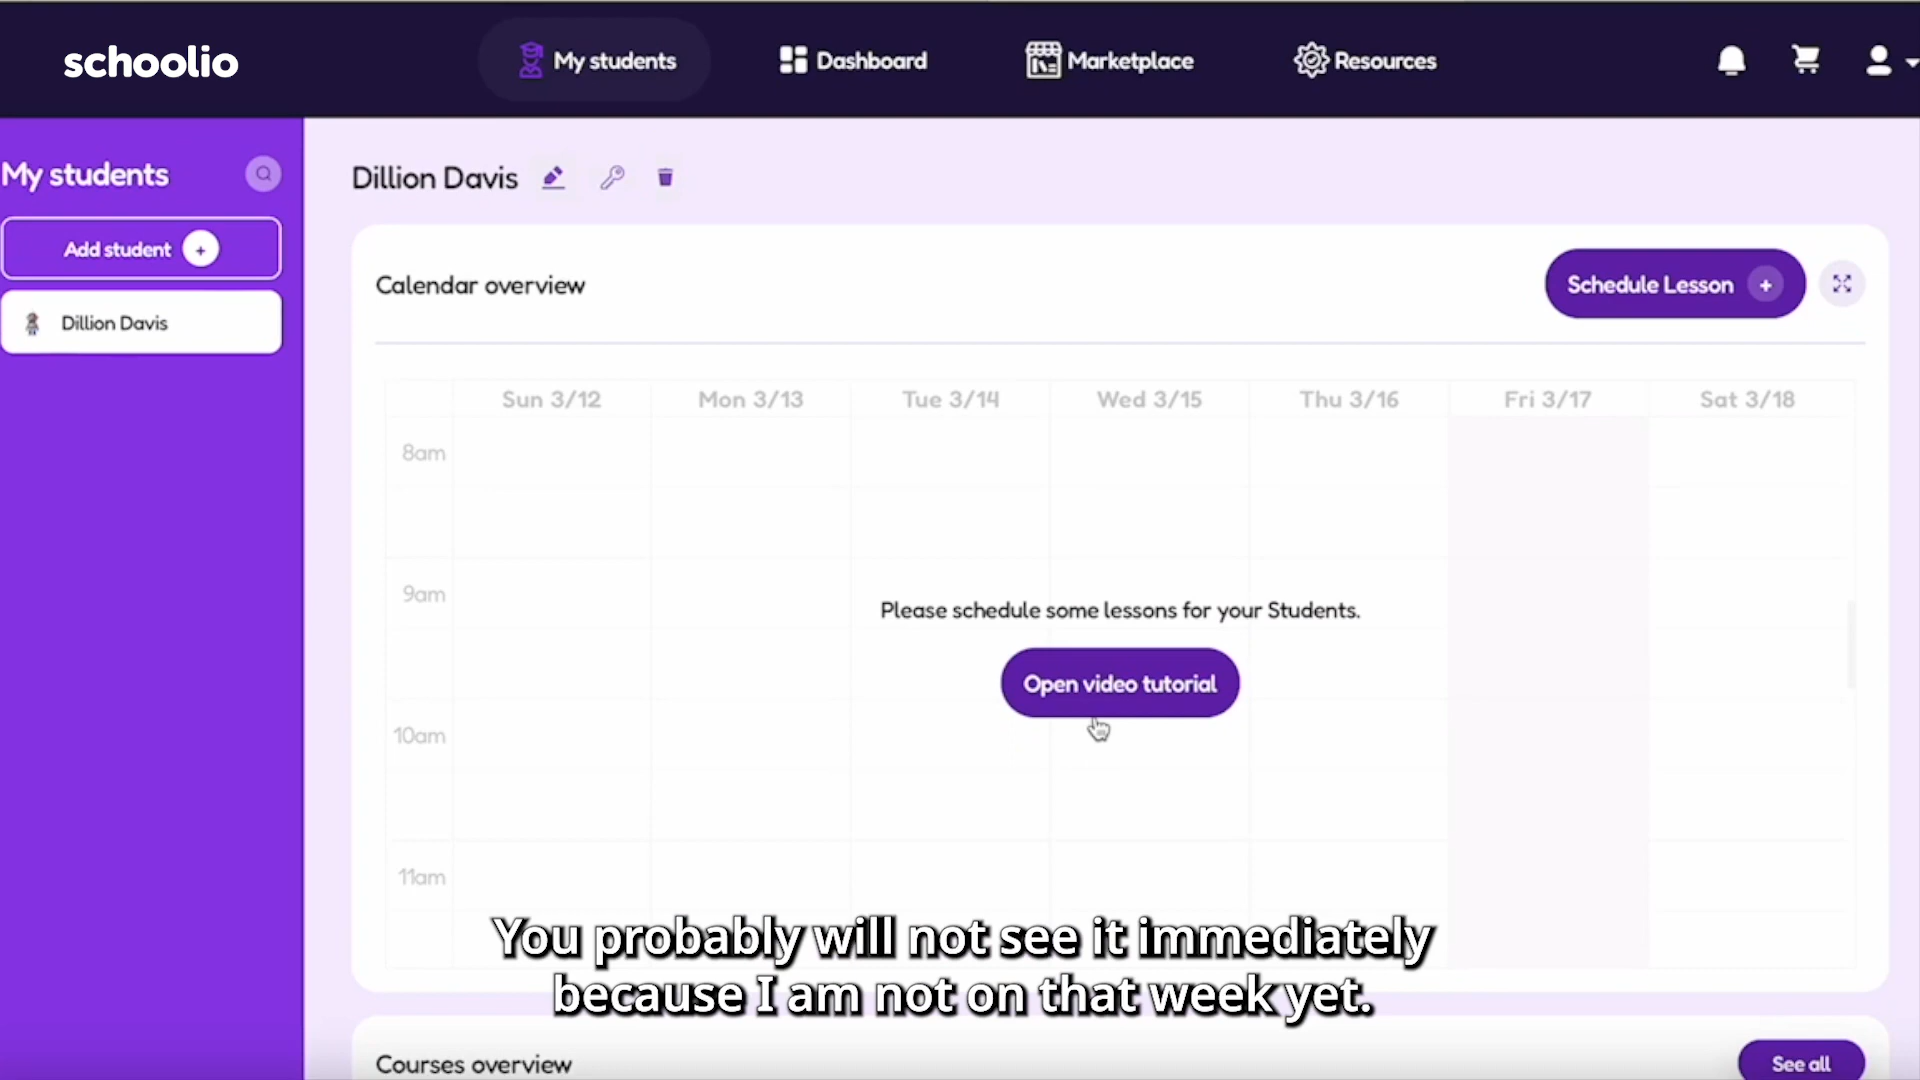 schoolio
My students
Dashboard
Marketplace
Resources
My students
Add student
Dillion Davis
Dillion Davis
Calendar overview
Schedule Lesson
Sun 3/12
Mon 3/13
Tue 3/14
Wed 3/15
Thu 3/16
Fri 3/17
Sat 3/18
8am
9am
Please schedule some lessons for your Students.
Open video tutorial
10am
11am
You probably will not see it immediately
because I am not on that week yet.
Courses overview
See all